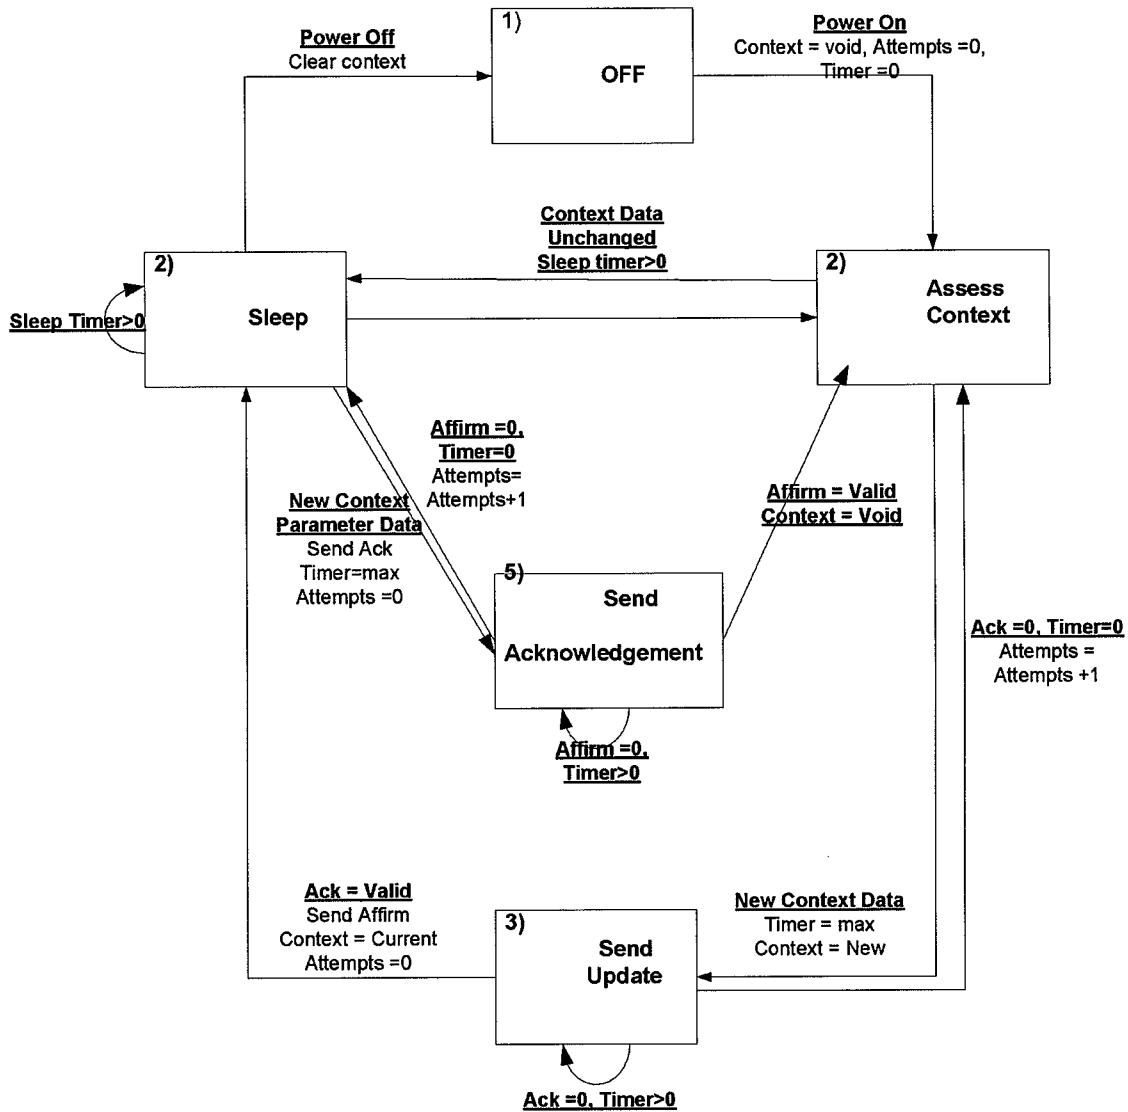 1)
OFF
Power Off
Clear context
Power On
Context = void, Attempts =0,
Timer =0
Context Data
Unchanged
Sleep timer>0
2)
Sleep
2)
Assess
Context
Sleep Timer>0
Affirm =0,
Timer=0
Attempts=
Attempts+1
New Context
Parameter Data
Send Ack
Timer=max
Attempts =0
Affirm = Valid
Context = Void
5)
Send
Acknowledgement
Ack =0, Timer=0
Attempts =
Attempts +1
Affirm =0,
Timer>0
Ack = Valid
Send Affirm
Context = Current
Attempts =0
New Context Data
Timer = max
Context = New
3)
Send
Update
Ack =0, Timer>0